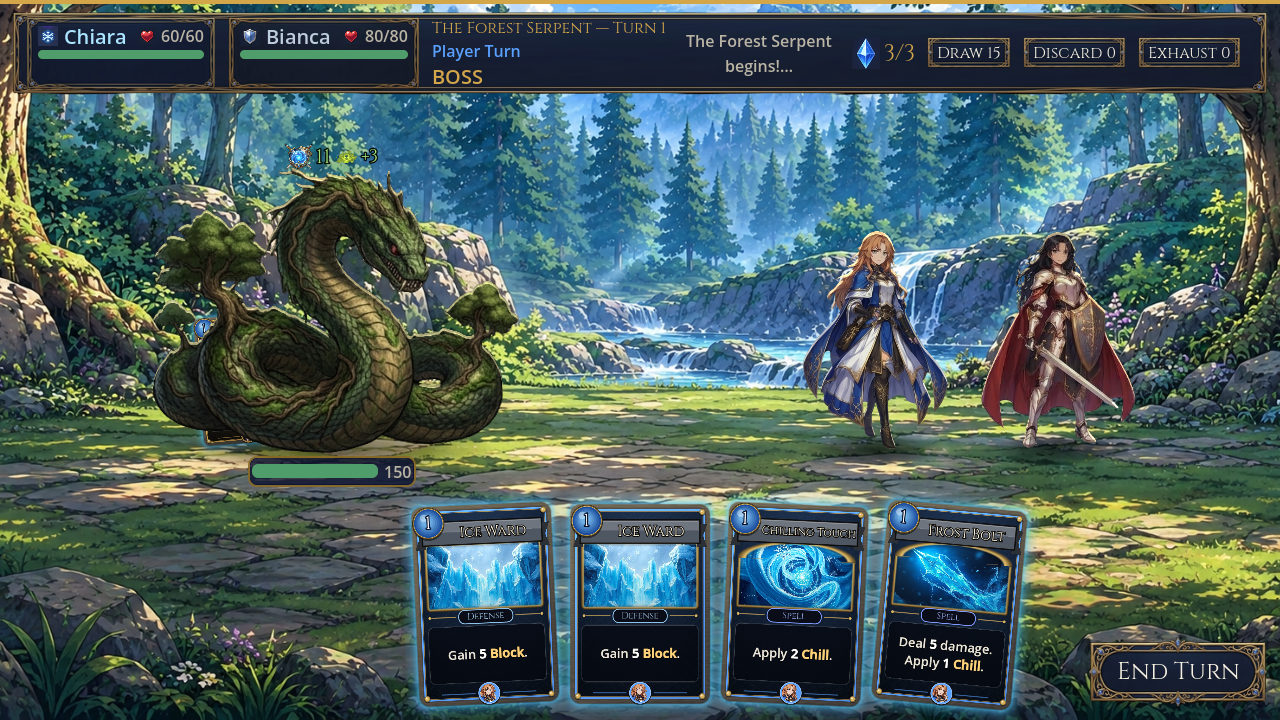 Chiara 60/60
Bianca 80/80
The Forest Serpent — Turn 1
Player Turn
BOSS
The Forest Serpent
begins!...
3/3
Draw 15
Discard 0
Exhaust 0
11 +3
150
1
Ice Ward
Defense
Gain 5 Block.
1
Ice Ward
Defense
Gain 5 Block.
1
Chilling Touch
Spell
Apply 2 Chill.
1
Frost Bolt
Spell
Deal 5 damage.
Apply 1 Chill.
End Turn